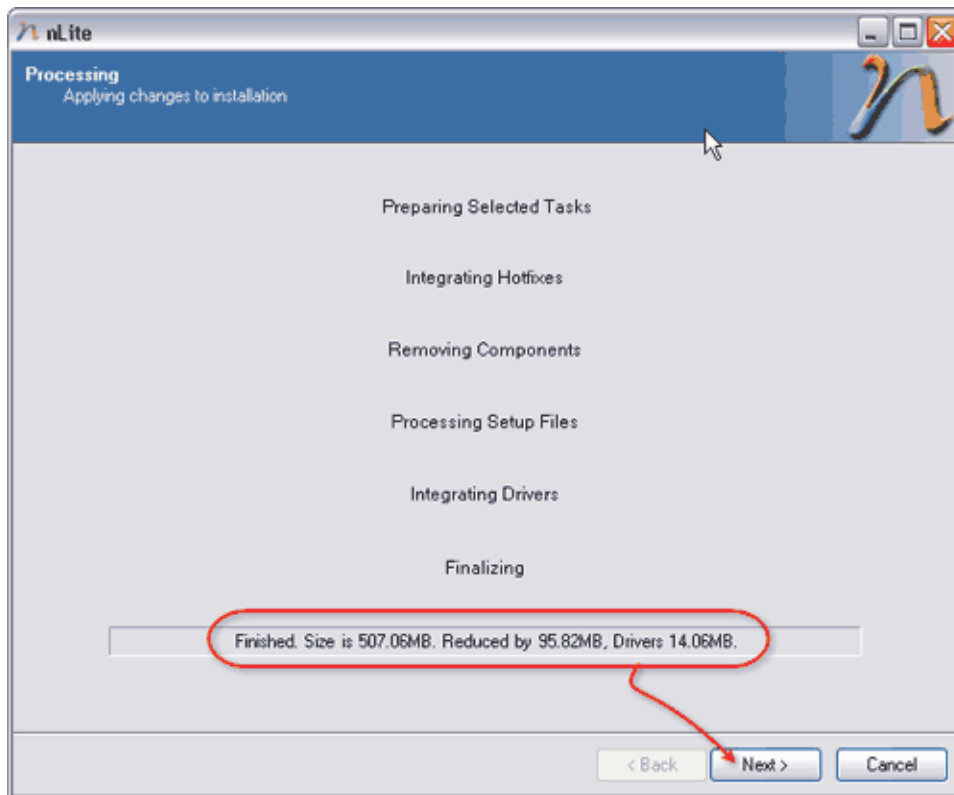 nLite
Processing
Applying changes to installation
Preparing Selected Tasks
Integrating Hotfixes
Removing Components
Processing Setup Files
Integrating Drivers
Finalizing
Finished. Size is 507.06MB. Reduced by 95.82MB, Drivers 14.06MB.
< Back Next > Cancel